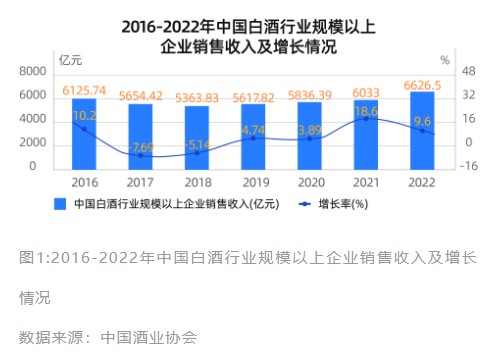 2016-2022年中国白酒行业规模以上
企业销售收入及增长情况
亿元 %
8000 48
6000 32
4000 16
2000 0
0 -16
6125.74 5654.42 5363.83 5617.82 5836.39 6033 6626.5
10.2 -7.69 -5.14 4.74 3.89 18.6 9.6
2016 2017 2018 2019 2020 2021 2022
中国白酒行业规模以上企业销售收入(亿元) 增长率(%)
图1:2016-2022年中国白酒行业规模以上企业销售收入及增长
情况
数据来源：中国酒业协会